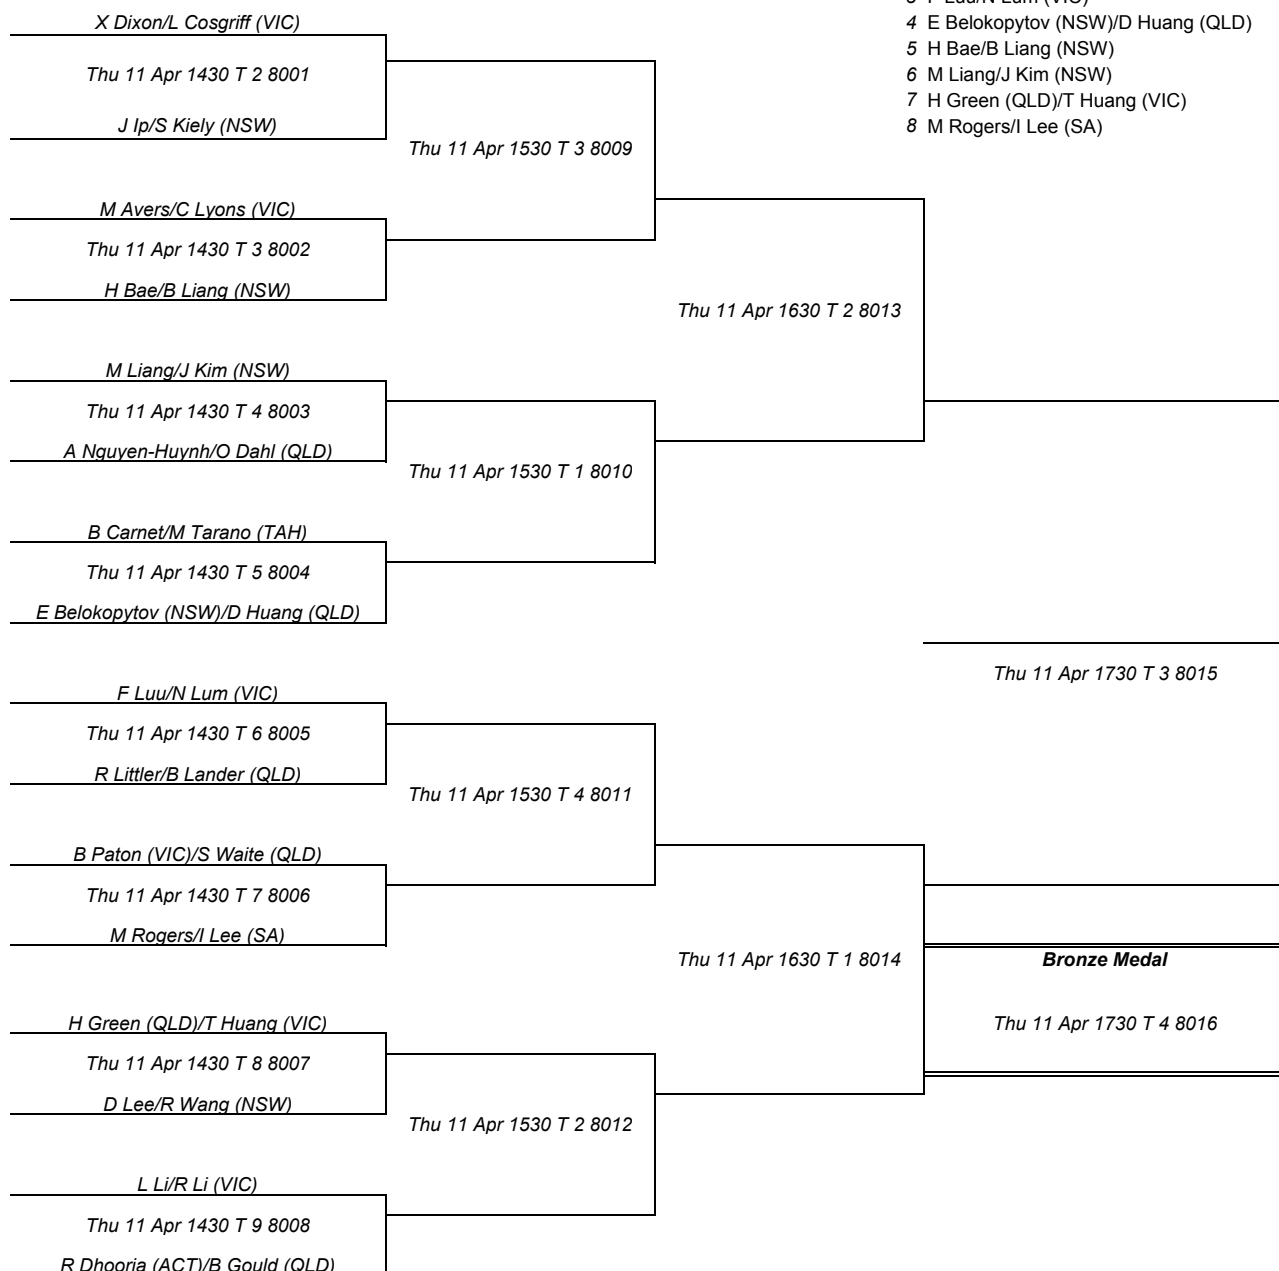 3 F Luu/N Lum (VIC)
4 E Belokopytov (NSW)/D Huang (QLD)
5 H Bae/B Liang (NSW)
6 M Liang/J Kim (NSW)
7 H Green (QLD)/T Huang (VIC)
8 M Rogers/I Lee (SA)
X Dixon/L Cosgriff (VIC)
Thu 11 Apr 1430 T 2 8001
J Ip/S Kiely (NSW)
Thu 11 Apr 1530 T 3 8009
M Avers/C Lyons (VIC)
Thu 11 Apr 1430 T 3 8002
H Bae/B Liang (NSW)
Thu 11 Apr 1630 T 2 8013
M Liang/J Kim (NSW)
Thu 11 Apr 1430 T 4 8003
A Nguyen-Huynh/O Dahl (QLD)
Thu 11 Apr 1530 T 1 8010
B Carnet/M Tarano (TAH)
Thu 11 Apr 1430 T 5 8004
E Belokopytov (NSW)/D Huang (QLD)
Thu 11 Apr 1730 T 3 8015
F Luu/N Lum (VIC)
Thu 11 Apr 1430 T 6 8005
R Littler/B Lander (QLD)
Thu 11 Apr 1530 T 4 8011
B Paton (VIC)/S Waite (QLD)
Thu 11 Apr 1430 T 7 8006
M Rogers/I Lee (SA)
Thu 11 Apr 1630 T 1 8014
Bronze Medal
Thu 11 Apr 1730 T 4 8016
H Green (QLD)/T Huang (VIC)
Thu 11 Apr 1430 T 8 8007
D Lee/R Wang (NSW)
Thu 11 Apr 1530 T 2 8012
L Li/R Li (VIC)
Thu 11 Apr 1430 T 9 8008
R Dhooria (ACT)/B Gould (QLD)